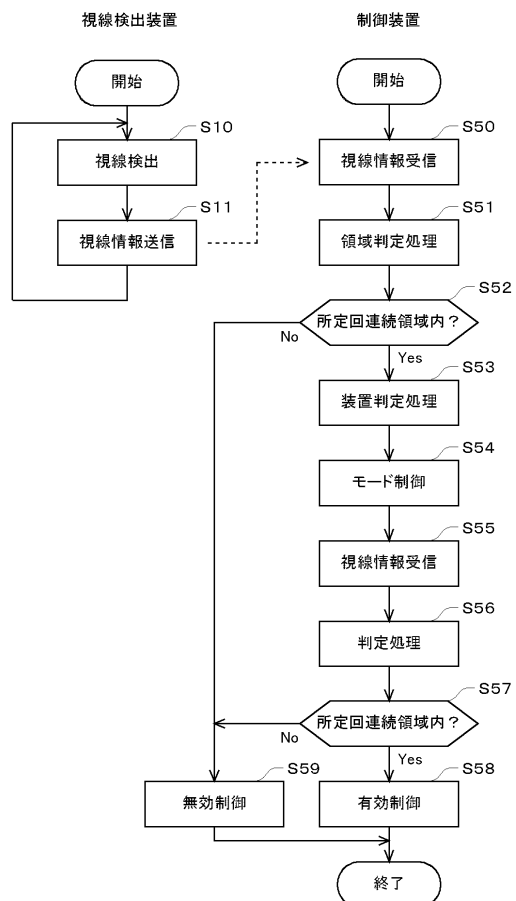 視線検出装置
制御装置
開始
S10
視線検出
S11
視線情報送信
開始
S50
視線情報受信
S51
領域判定処理
S52
所定回連続領域内?
No
Yes
S53
装置判定処理
S54
モード制御
S55
視線情報受信
S56
判定処理
S57
所定回連続領域内?
No
Yes
S59
無効制御
S58
有効制御
終了